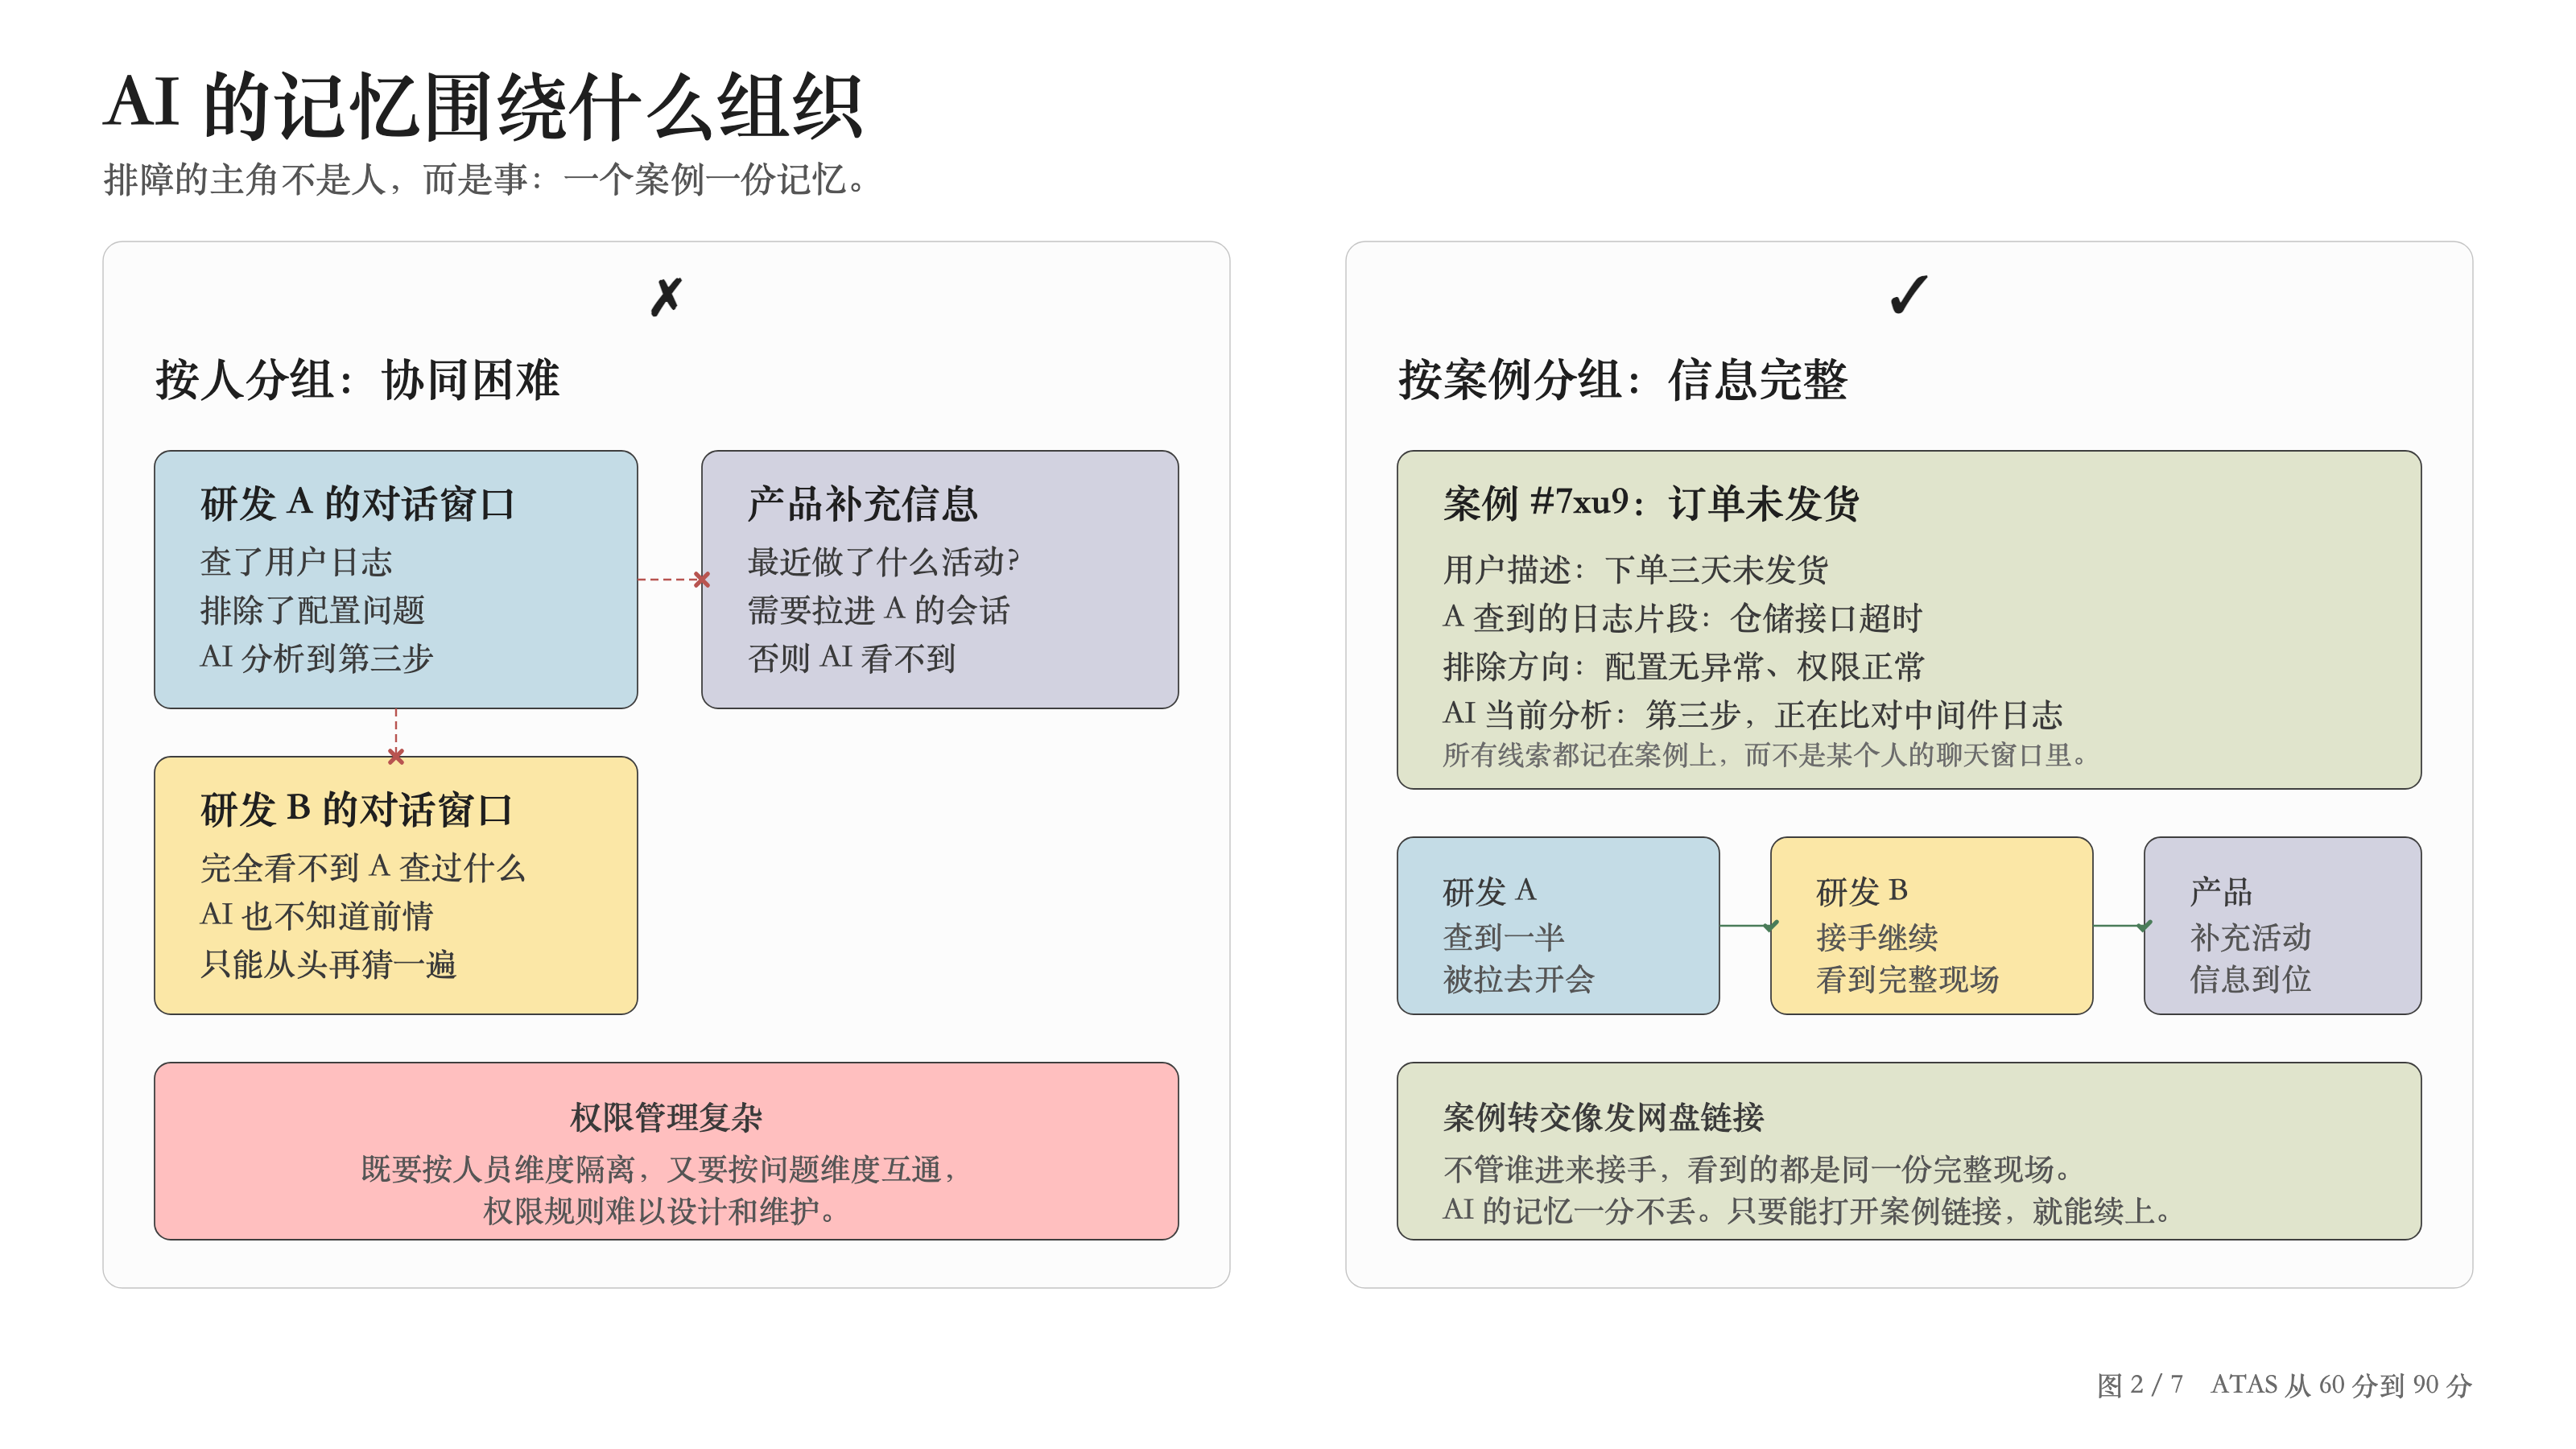 AI 的记忆围绕什么组织
排障的主角不是人，而是事：一个案例一份记忆。
✗
按人分组：协同困难
研发 A 的对话窗口
查了用户日志
排除了配置问题
AI 分析到第三步
产品补充信息
最近做了什么活动?
需要拉进 A 的会话
否则 AI 看不到
研发 B 的对话窗口
完全看不到 A 查过什么
AI 也不知道前情
只能从头再猜一遍
权限管理复杂
既要按人员维度隔离，又要按问题维度互通，
权限规则难以设计和维护。
✓
按案例分组：信息完整
案例 #7xu9：订单未发货
用户描述：下单三天未发货
A 查到的日志片段：仓储接口超时
排除方向：配置无异常、权限正常
AI 当前分析：第三步，正在比对中间件日志
所有线索都记在案例上，而不是某个人的聊天窗口里。
研发 A
查到一半
被拉去开会
研发 B
接手继续
看到完整现场
产品
补充活动
信息到位
案例转交像发网盘链接
不管谁进来接手，看到的都是同一份完整现场。
AI 的记忆一分不丢。只要能打开案例链接，就能续上。
图 2 / 7 ATAS 从 60 分到 90 分